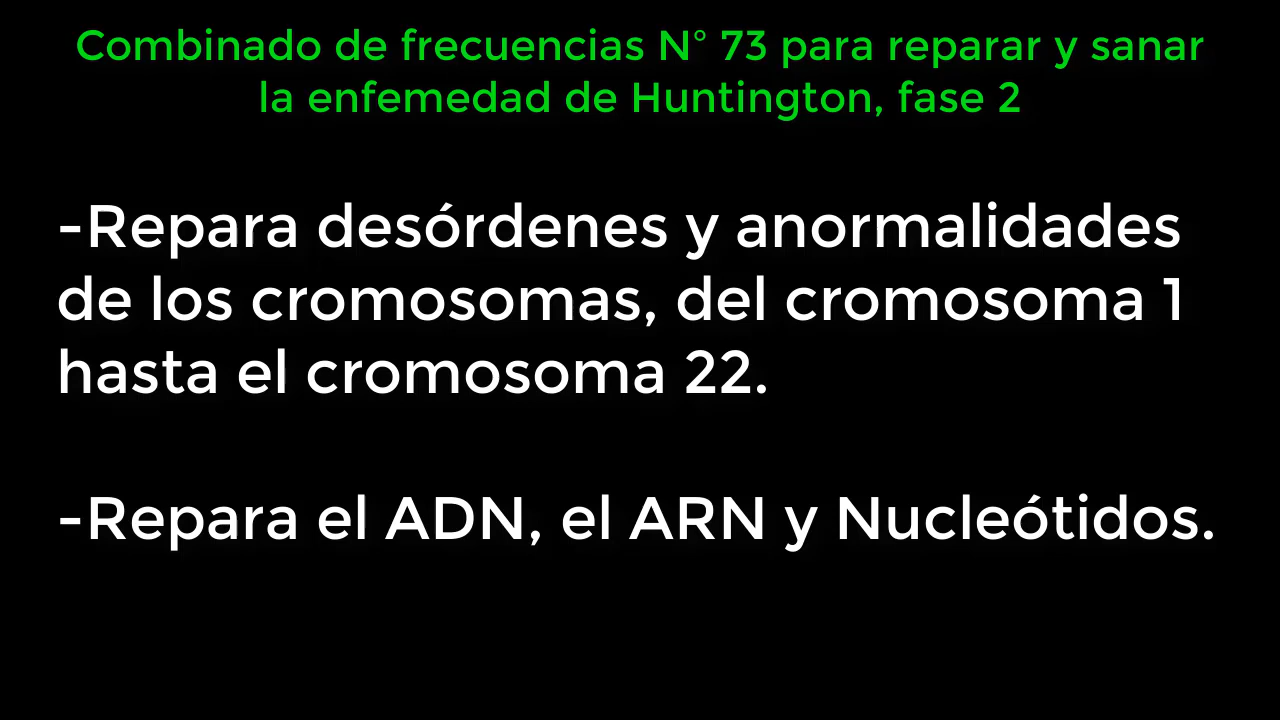 Combinado de frecuencias N° 73 para reparar y sanar
la enfemedad de Huntington, fase 2
-Repara desórdenes y anormalidades
de los cromosomas, del cromosoma 1
hasta el cromosoma 22.
-Repara el ADN, el ARN y Nucleótidos.